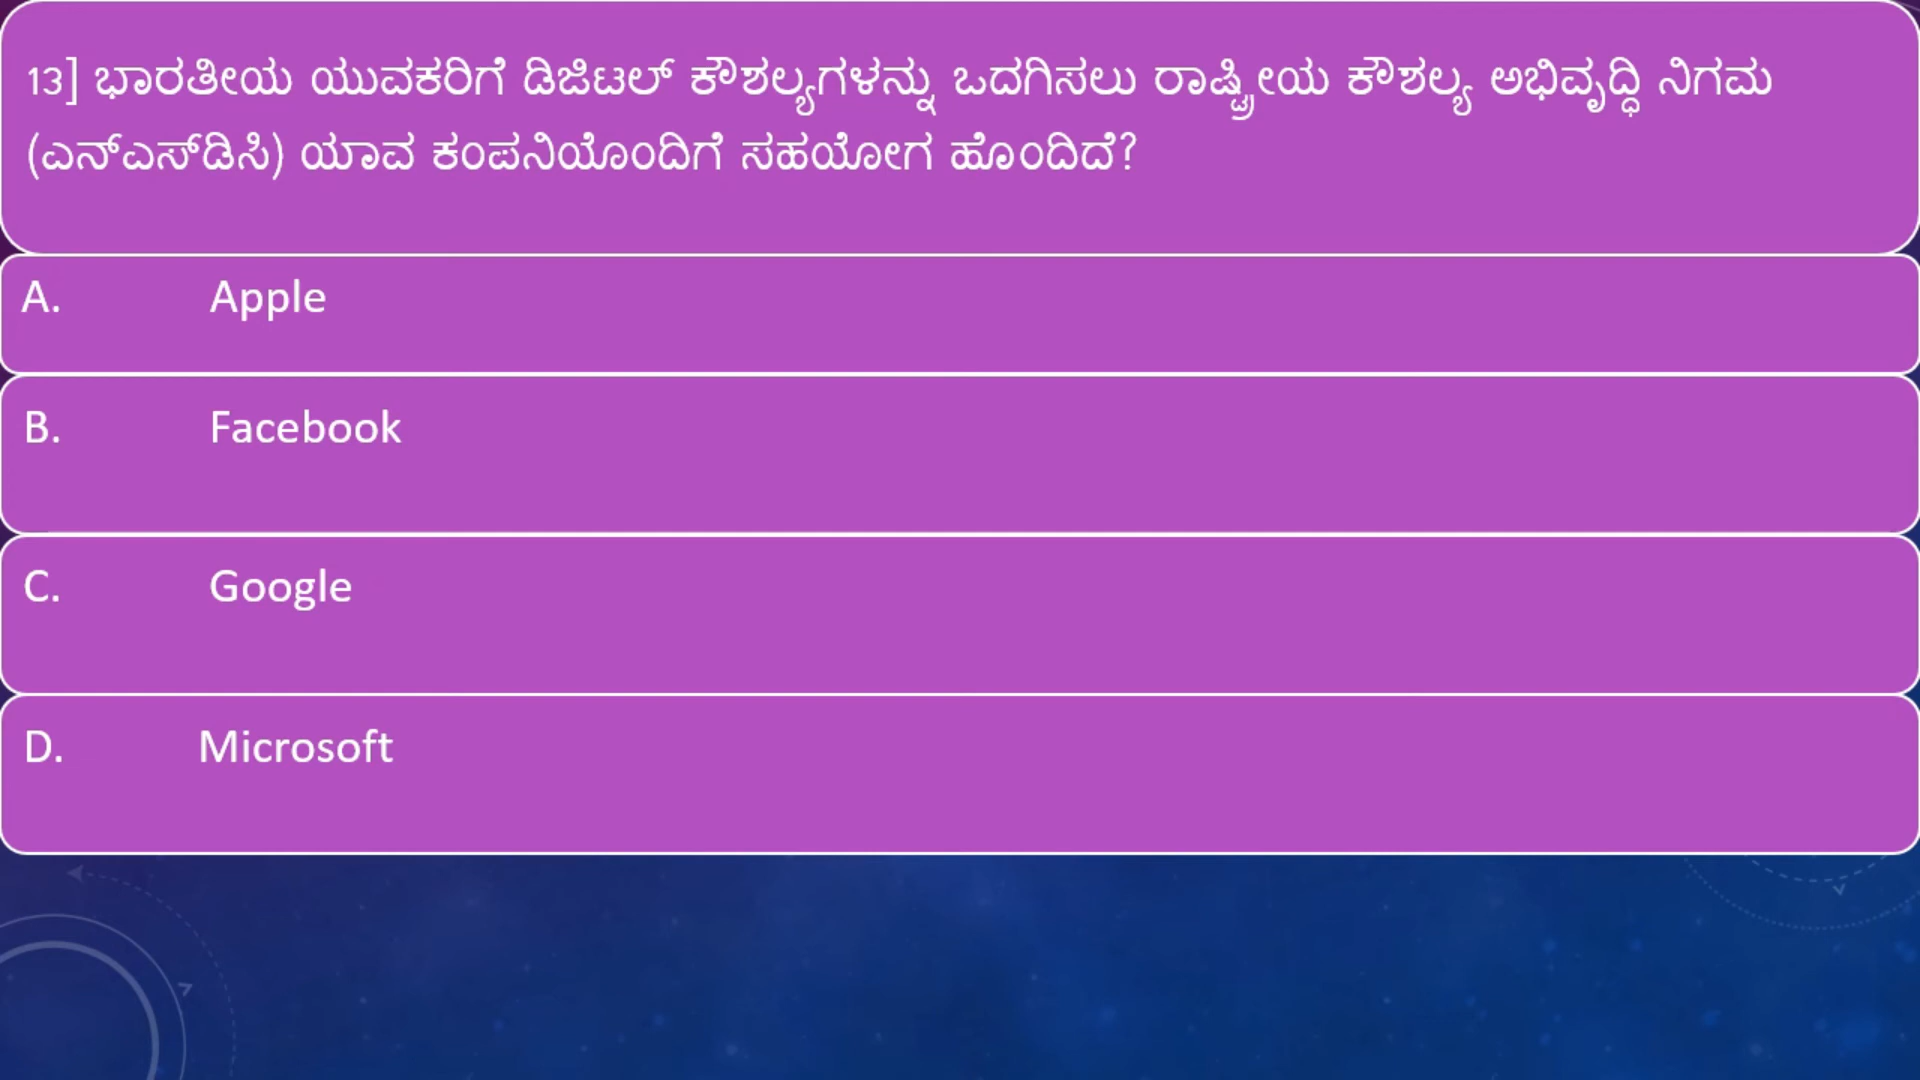 13] ಭಾರತೀಯ ಯುವಕರಿಗೆ ಡಿಜಿಟಲ್ ಕೌಶಲ್ಯಗಳನ್ನು ಒದಗಿಸಲು ರಾಷ್ಟ್ರೀಯ ಕೌಶಲ್ಯ ಅಭಿವೃದ್ಧಿ ನಿಗಮ
(ಎನ್ಎಸ್‌ಡಿಸಿ) ಯಾವ ಕಂಪನಿಯೊಂದಿಗೆ ಸಹಯೋಗ ಹೊಂದಿದೆ?
A. Apple
B. Facebook
C. Google
D. Microsoft